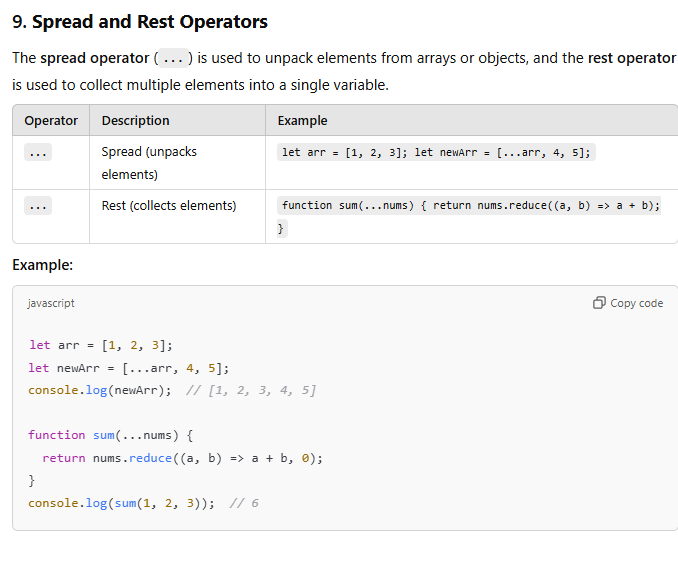 9. Spread and Rest Operators
The spread operator ( ... ) is used to unpack elements from arrays or objects, and the rest operator
is used to collect multiple elements into a single variable.
Operator Description Example
... Spread (unpacks elements) let arr = [1, 2, 3]; let newArr = [...arr, 4, 5];
... Rest (collects elements) function sum(...nums) { return nums.reduce((a, b) => a + b);
}
Example:
javascript Copy code
let arr = [1, 2, 3];
let newArr = [...arr, 4, 5];
console.log(newArr);  // [1, 2, 3, 4, 5]
function sum(...nums) {
  return nums.reduce((a, b) => a + b, 0);
}
console.log(sum(1, 2, 3));  // 6